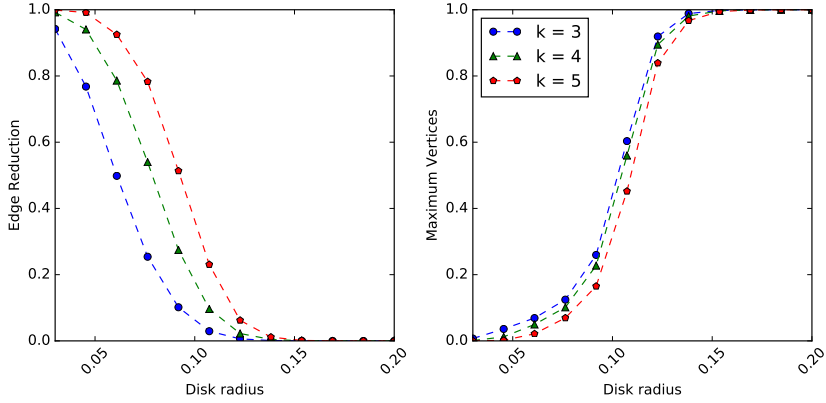 1.0
0.8
0.6
0.4
0.2
0.0
Edge Reduction
0.05
0.10
0.15
0.20
Disk radius
k = 3
k = 4
k = 5
1.0
0.8
0.6
0.4
0.2
0.0
Maximum Vertices
0.05
0.10
0.15
0.20
Disk radius